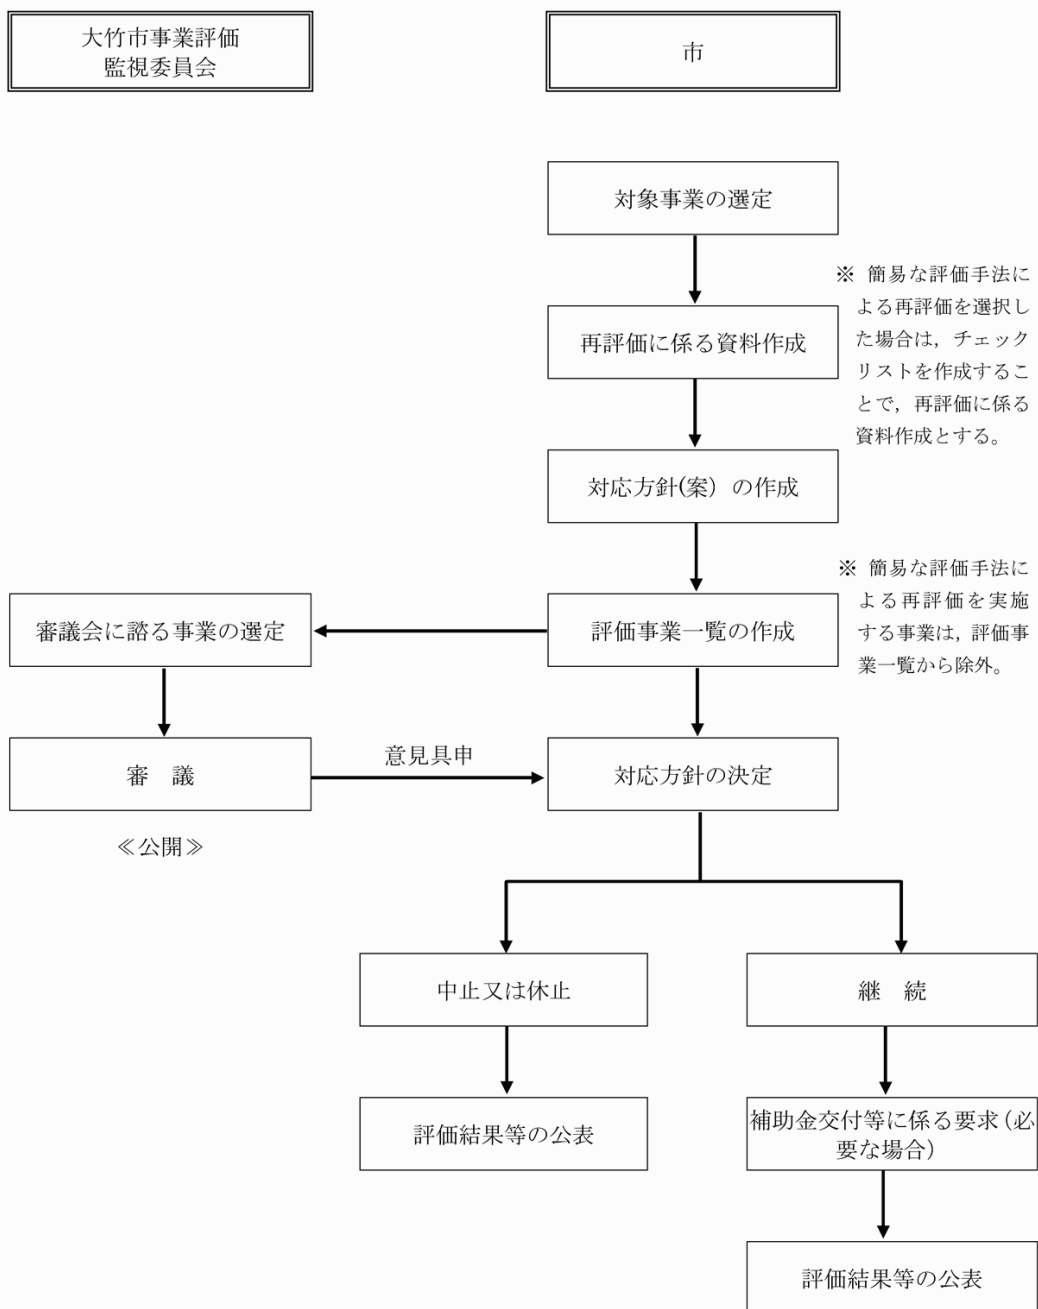 大竹市事業評価
監視委員会
市
対象事業の選定
※ 簡易な評価手法に
よる再評価を選択し
た場合は，チェック
リストを作成するこ
とで，再評価に係る
資料作成とする。
再評価に係る資料作成
対応方針(案）の作成
※ 簡易な評価手法に
よる再評価を実施
する事業は，評価事
業一覧から除外。
審議会に諮る事業の選定
評価事業一覧の作成
審　議
意見具申
対応方針の決定
≪公開≫
中止又は休止
継　続
評価結果等の公表
補助金交付等に係る要求（必
要な場合）
評価結果等の公表